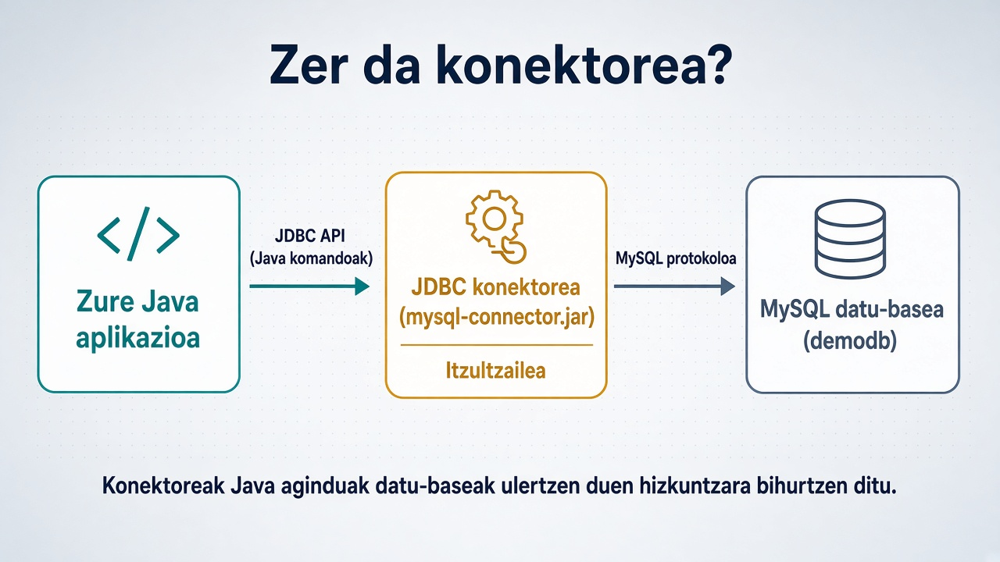 Zer da konektorea?
</>
Zure Java
aplikazioa
JDBC API
(Java komandoak)
JDBC konektorea
(mysql-connector.jar)
Itzultzailea
MySQL protokoloa
MySQL datu-basea
(demodb)
Konektoreak Java aginduak datu-baseak ulertzen duen hizkuntzara bihurtzen ditu.